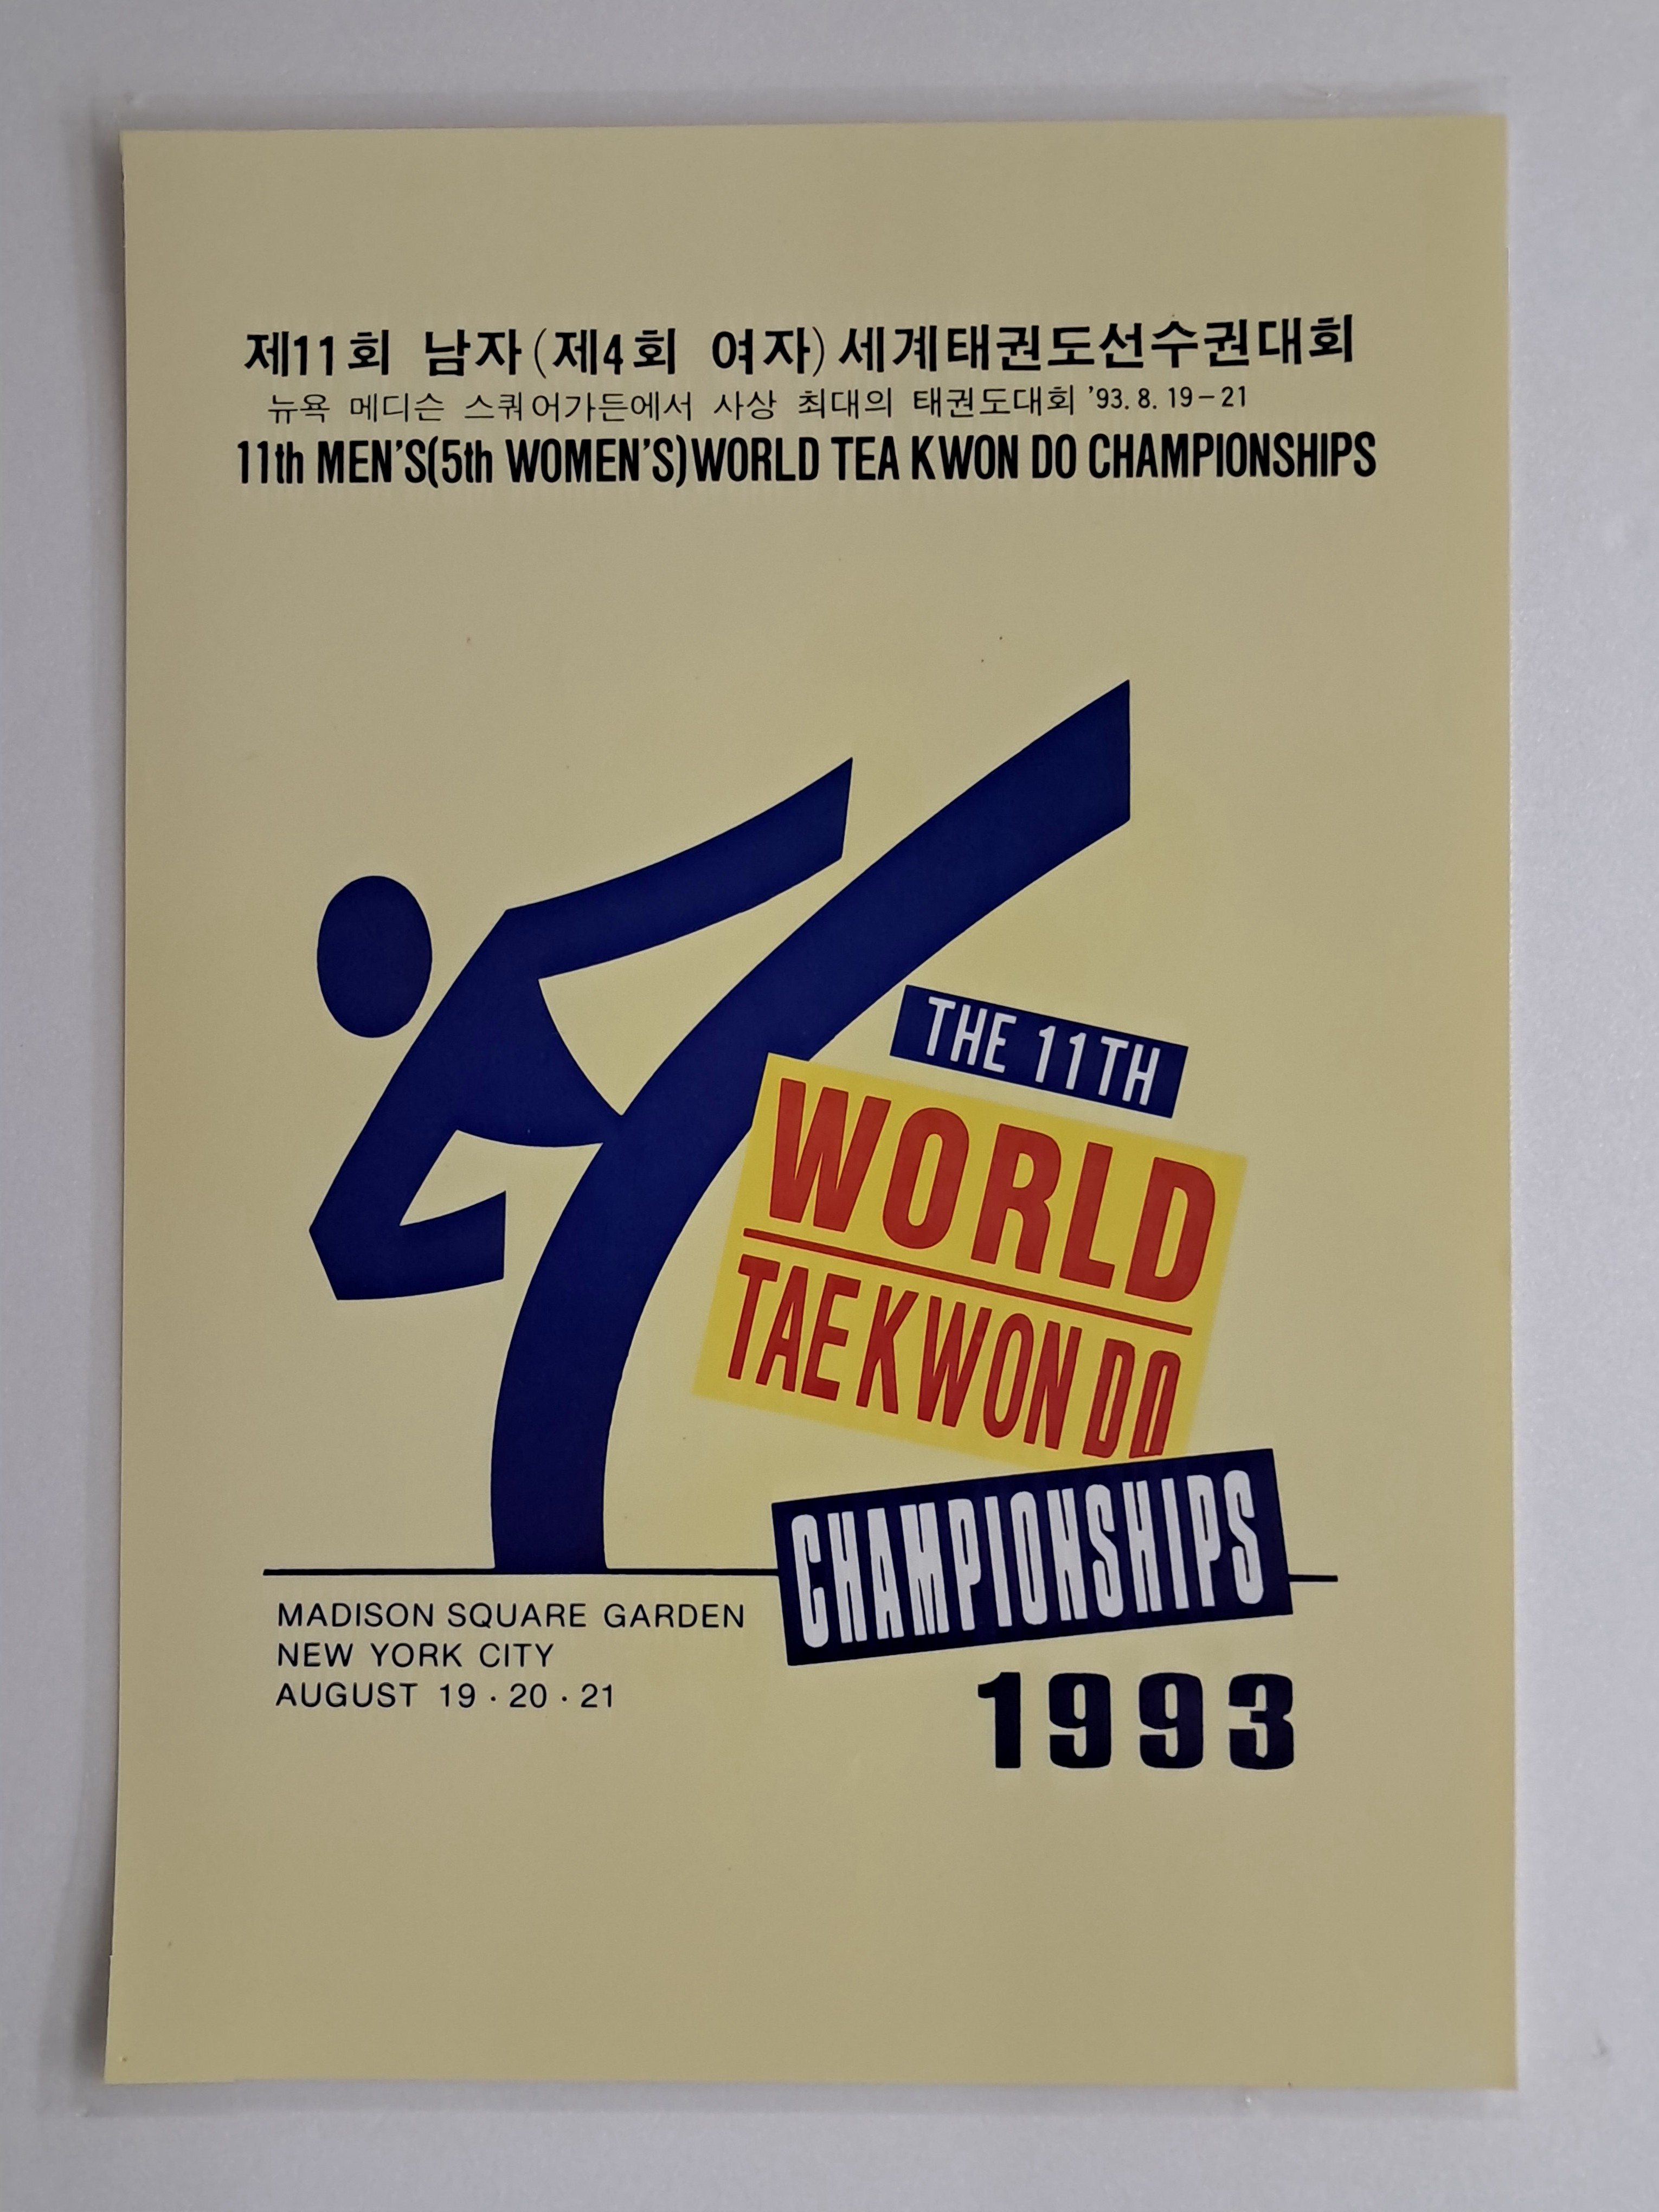 제11회 남자(제4회 여자)세계태권도선수권대회
뉴욕 메디슨 스퀘어가든에서 사상 최대의 태권도대회 '93. 8. 19-21
11th MEN'S(5th WOMEN'S)WORLD TEA KWON DO CHAMPIONSHIPS
THE 11TH
WORLD
TAE KWON DO
CHAMPIONSHIPS
MADISON SQUARE GARDEN
NEW YORK CITY
AUGUST 19 · 20 · 21
1993